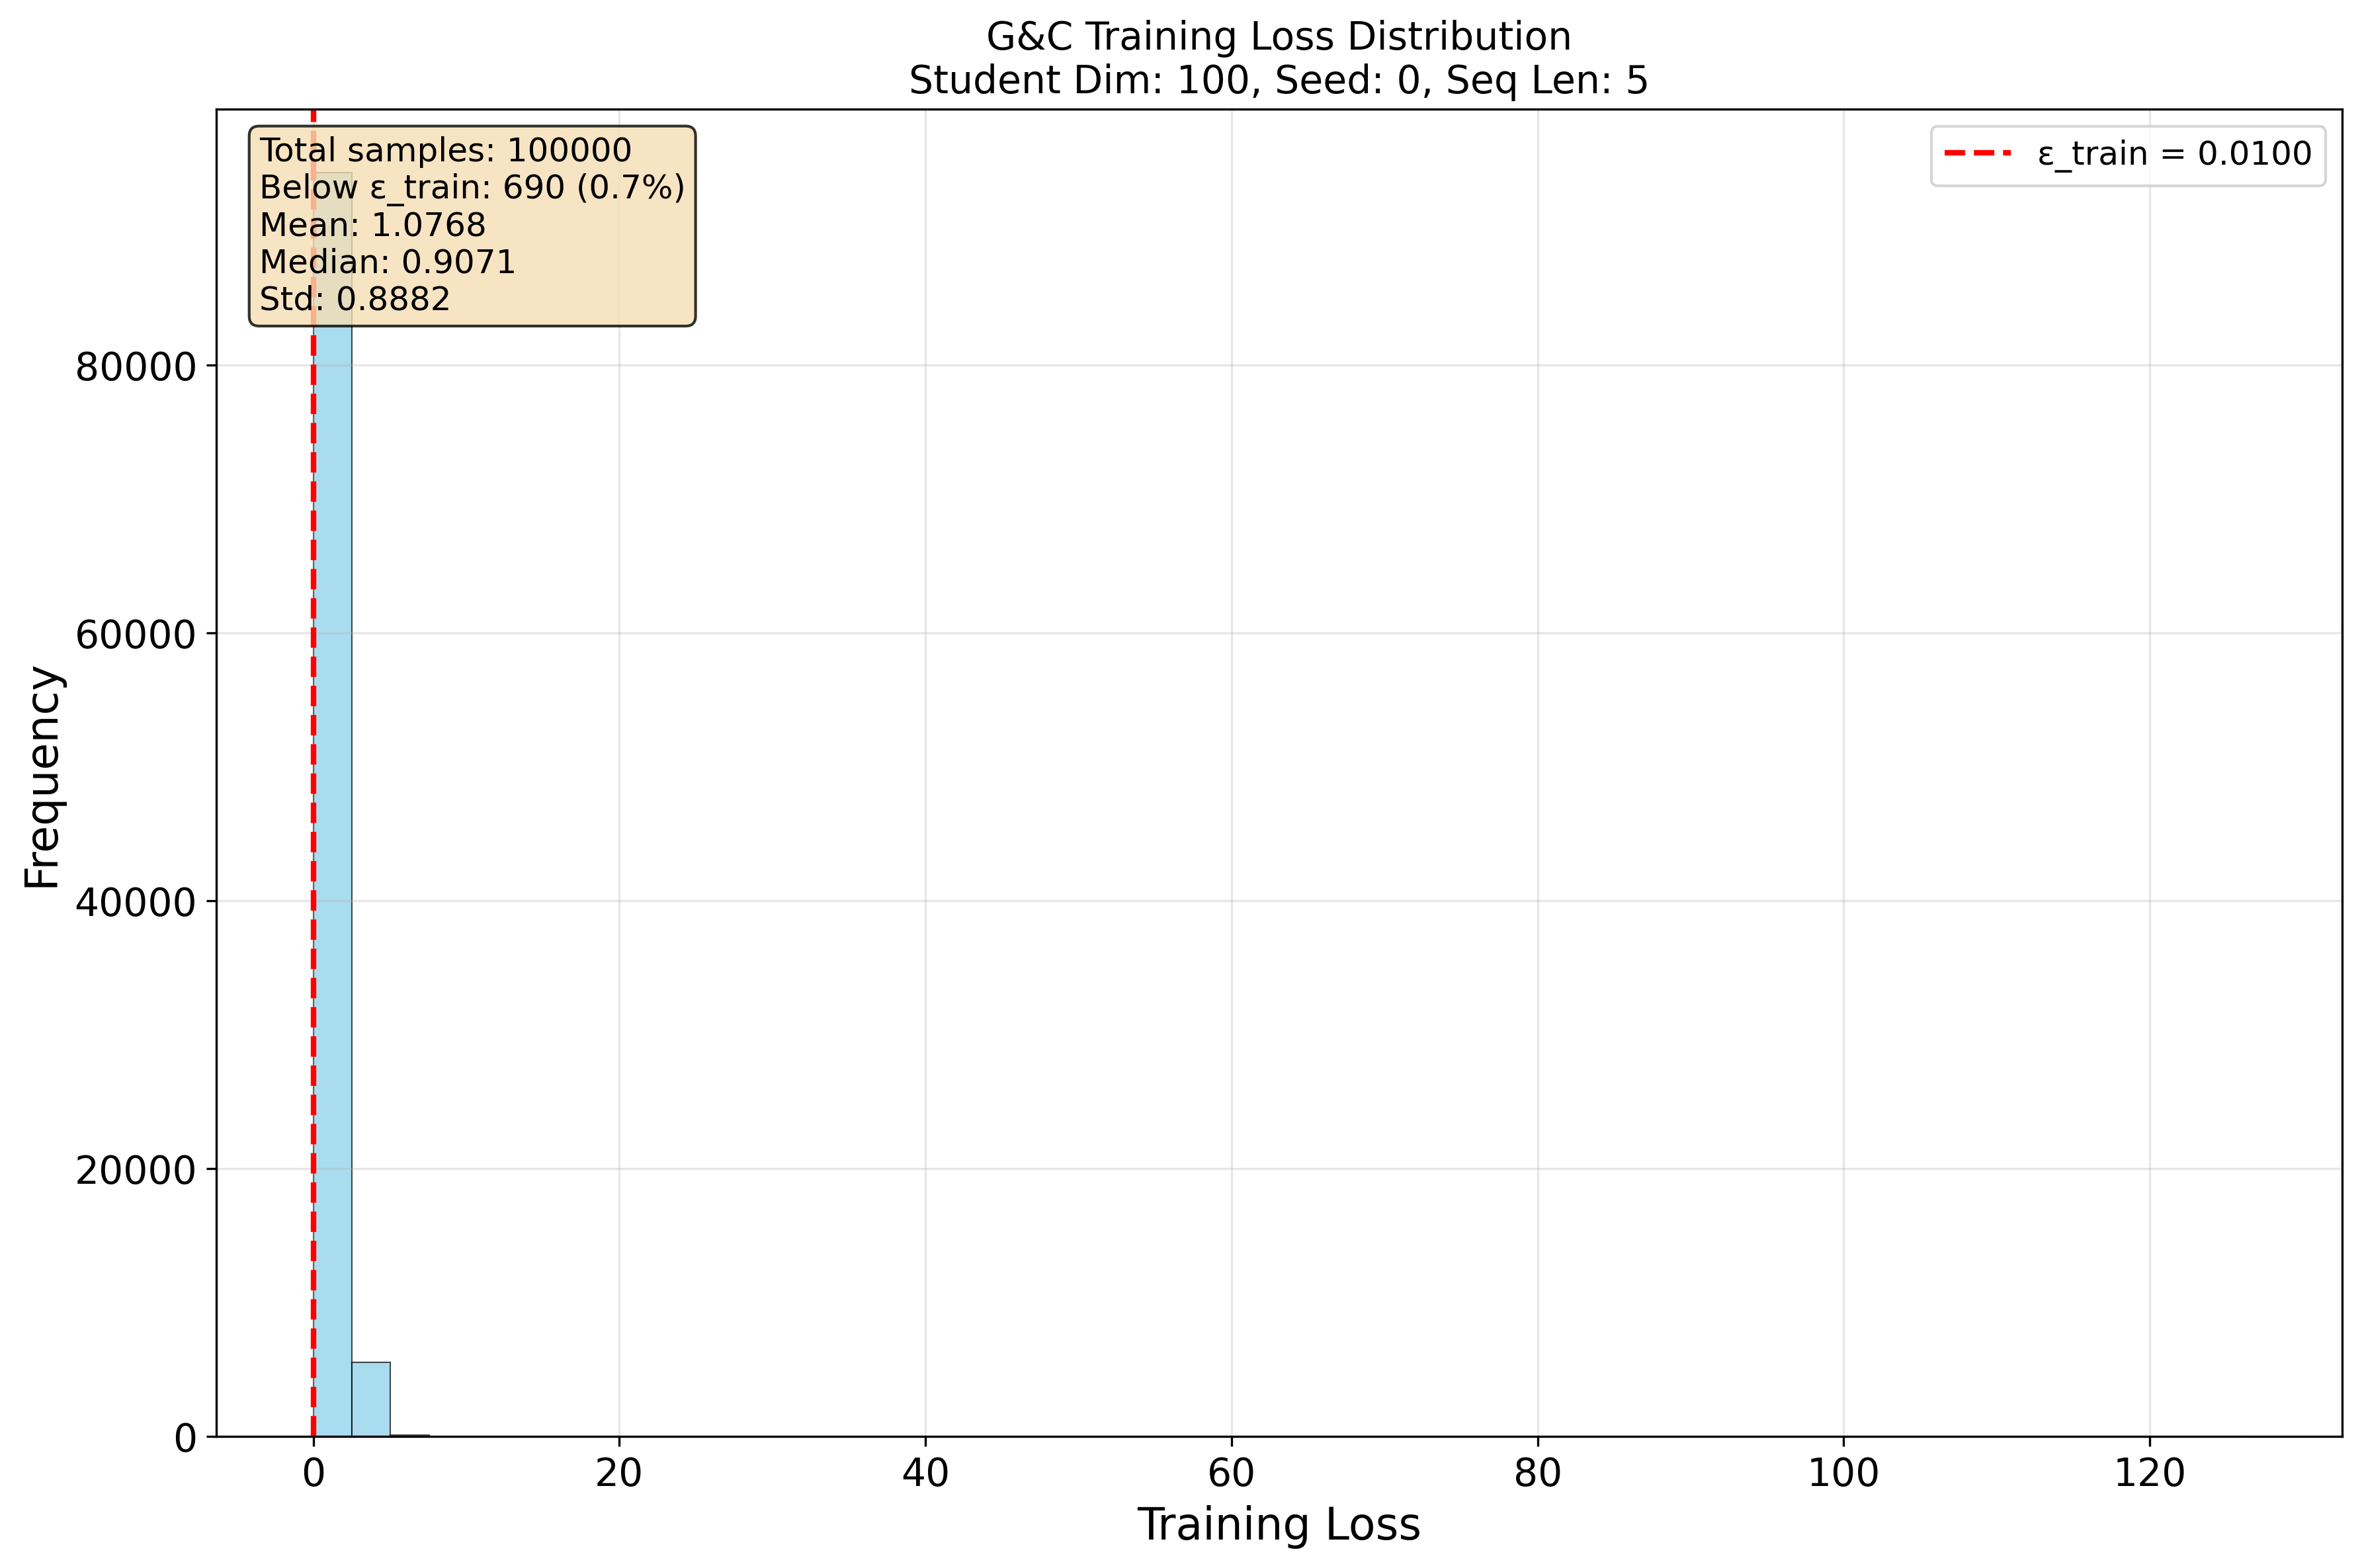 G&C Training Loss Distribution
Student Dim: 100, Seed: 0, Seq Len: 5
Total samples: 100000
Below ε_train: 690 (0.7%)
Mean: 1.0768
Median: 0.9071
Std: 0.8882
ε_train = 0.0100
Frequency
80000
60000
40000
20000
0
0 20 40 60 80 100 120
Training Loss